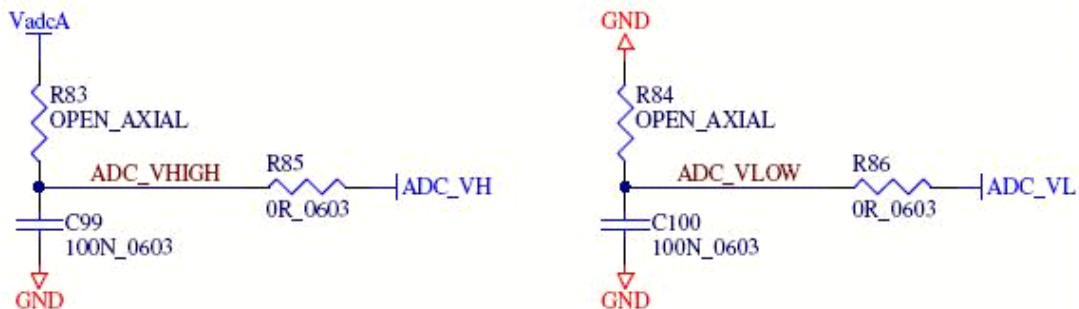 VadcA
R83
OPEN_AXIAL
ADC_VHIGH
R85
0R_0603
ADC_VH
C99
100N_0603
GND
GND
R84
OPEN_AXIAL
ADC_VLOW
R86
0R_0603
ADC_VL
C100
100N_0603
GND